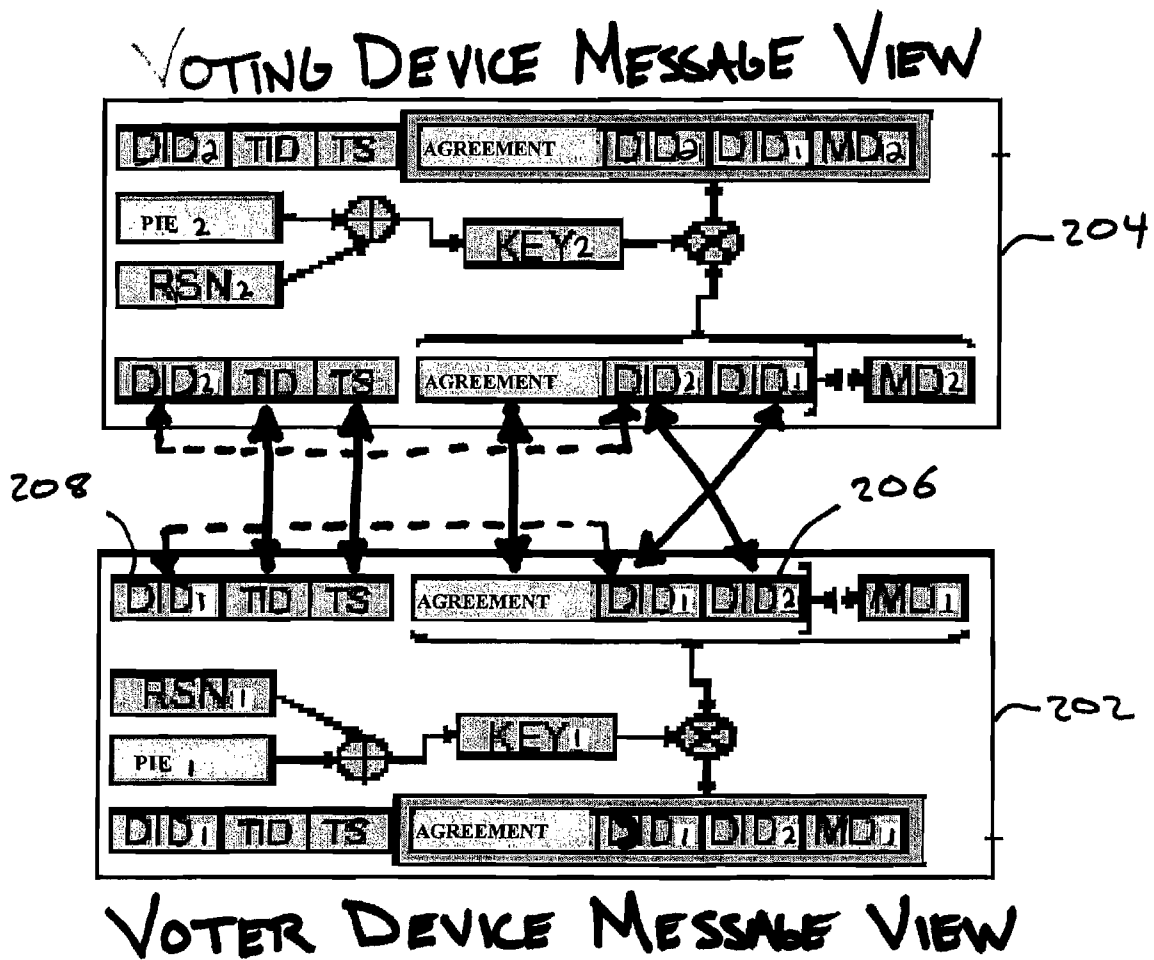 VOTING DEVICE MESSAGE VIEW
DID2 TID TS AGREEMENT DID2 DID1 MD2
PIE 2
KEY2
204
RSN2
DID2 TID TS AGREEMENT DID2 DID1 MD2
208
206
DID1 TID TS AGREEMENT DID1 DID2 MD1
RSN1
KEY1
202
PIE 1
DID1 TID TS AGREEMENT DID1 DID2 MD1
VOTER DEVICE MESSAGE VIEW